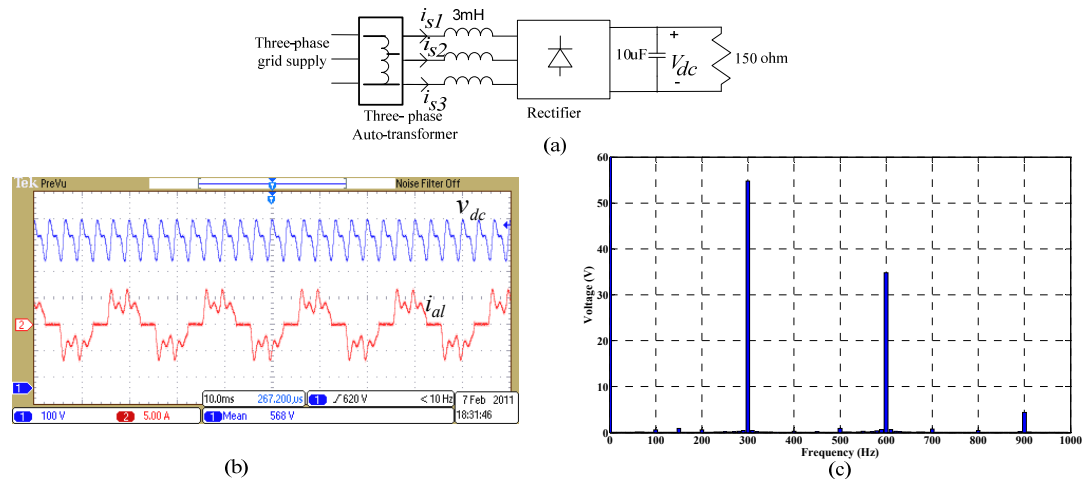 i_s1
3mH
Three-phase
grid supply
i_s2
i_s3
Three- phase
Auto-transformer
Rectifier
10uF
+
V_dc
-
150 ohm
(a)
Tek PreVu
Noise Filter Off
T
T
v_dc
i_al
2
1
10.0ms 267.200μs
1 ∫ 620 V <10 Hz
7 Feb 2011
18:31:46
1 100 V 2 5.00 A
1 Mean 568 V
(b)
Voltage (V)
60
50
40
30
20
10
0
0 100 200 300 400 500 600 700 800 900 1000
Frequency (Hz)
(c)